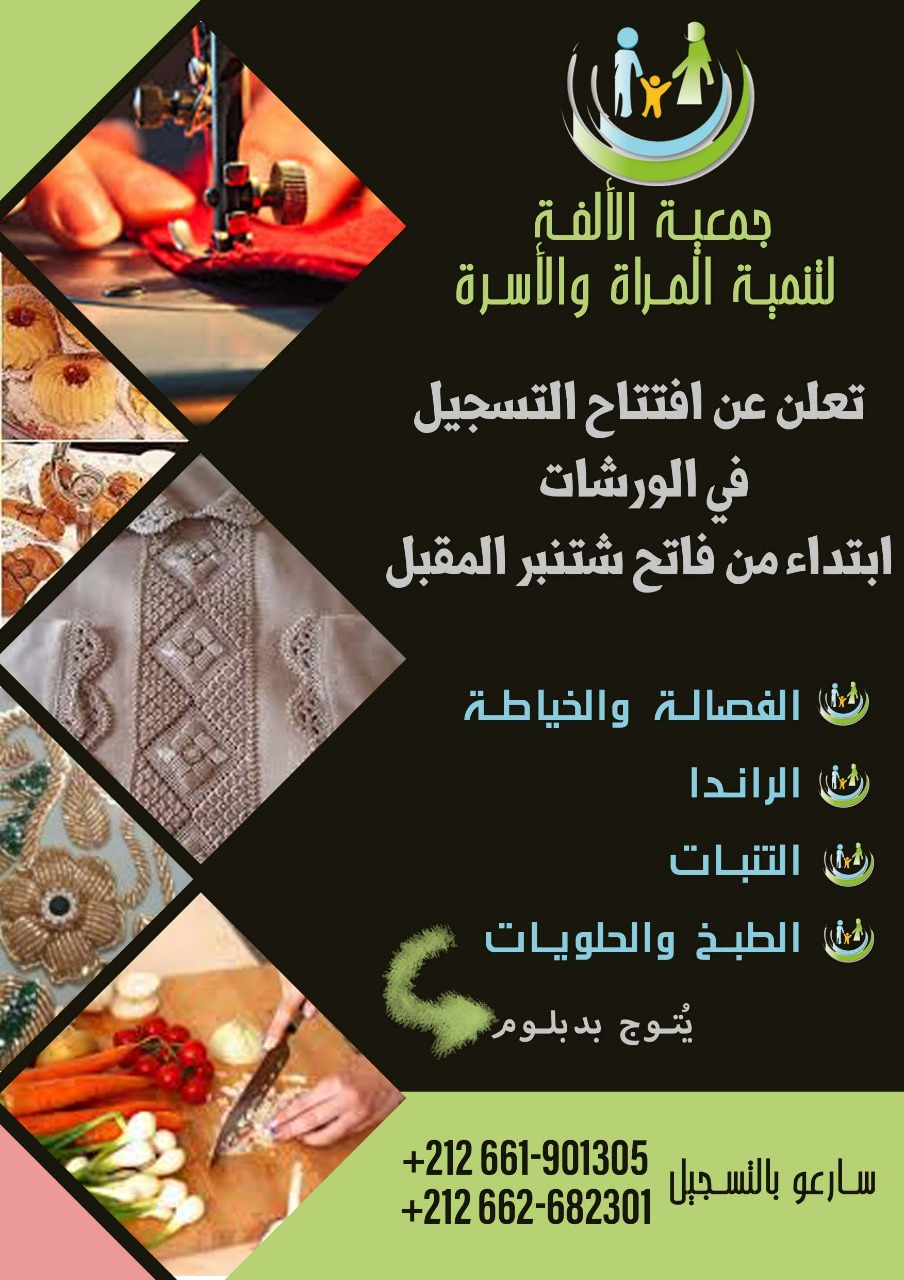 جمعية الألفة
لتنمية المراة والأسرة
تعلن عن افتتاح التسجيل
في الورشات
ابتداء من فاتح شتنبر المقبل
الفصالة والخياطة
الراندا
التنبات
الطبخ والحلويات
يُتوج بدبلوم
سارعو بالتسجيل
+212 661-901305
+212 662-682301